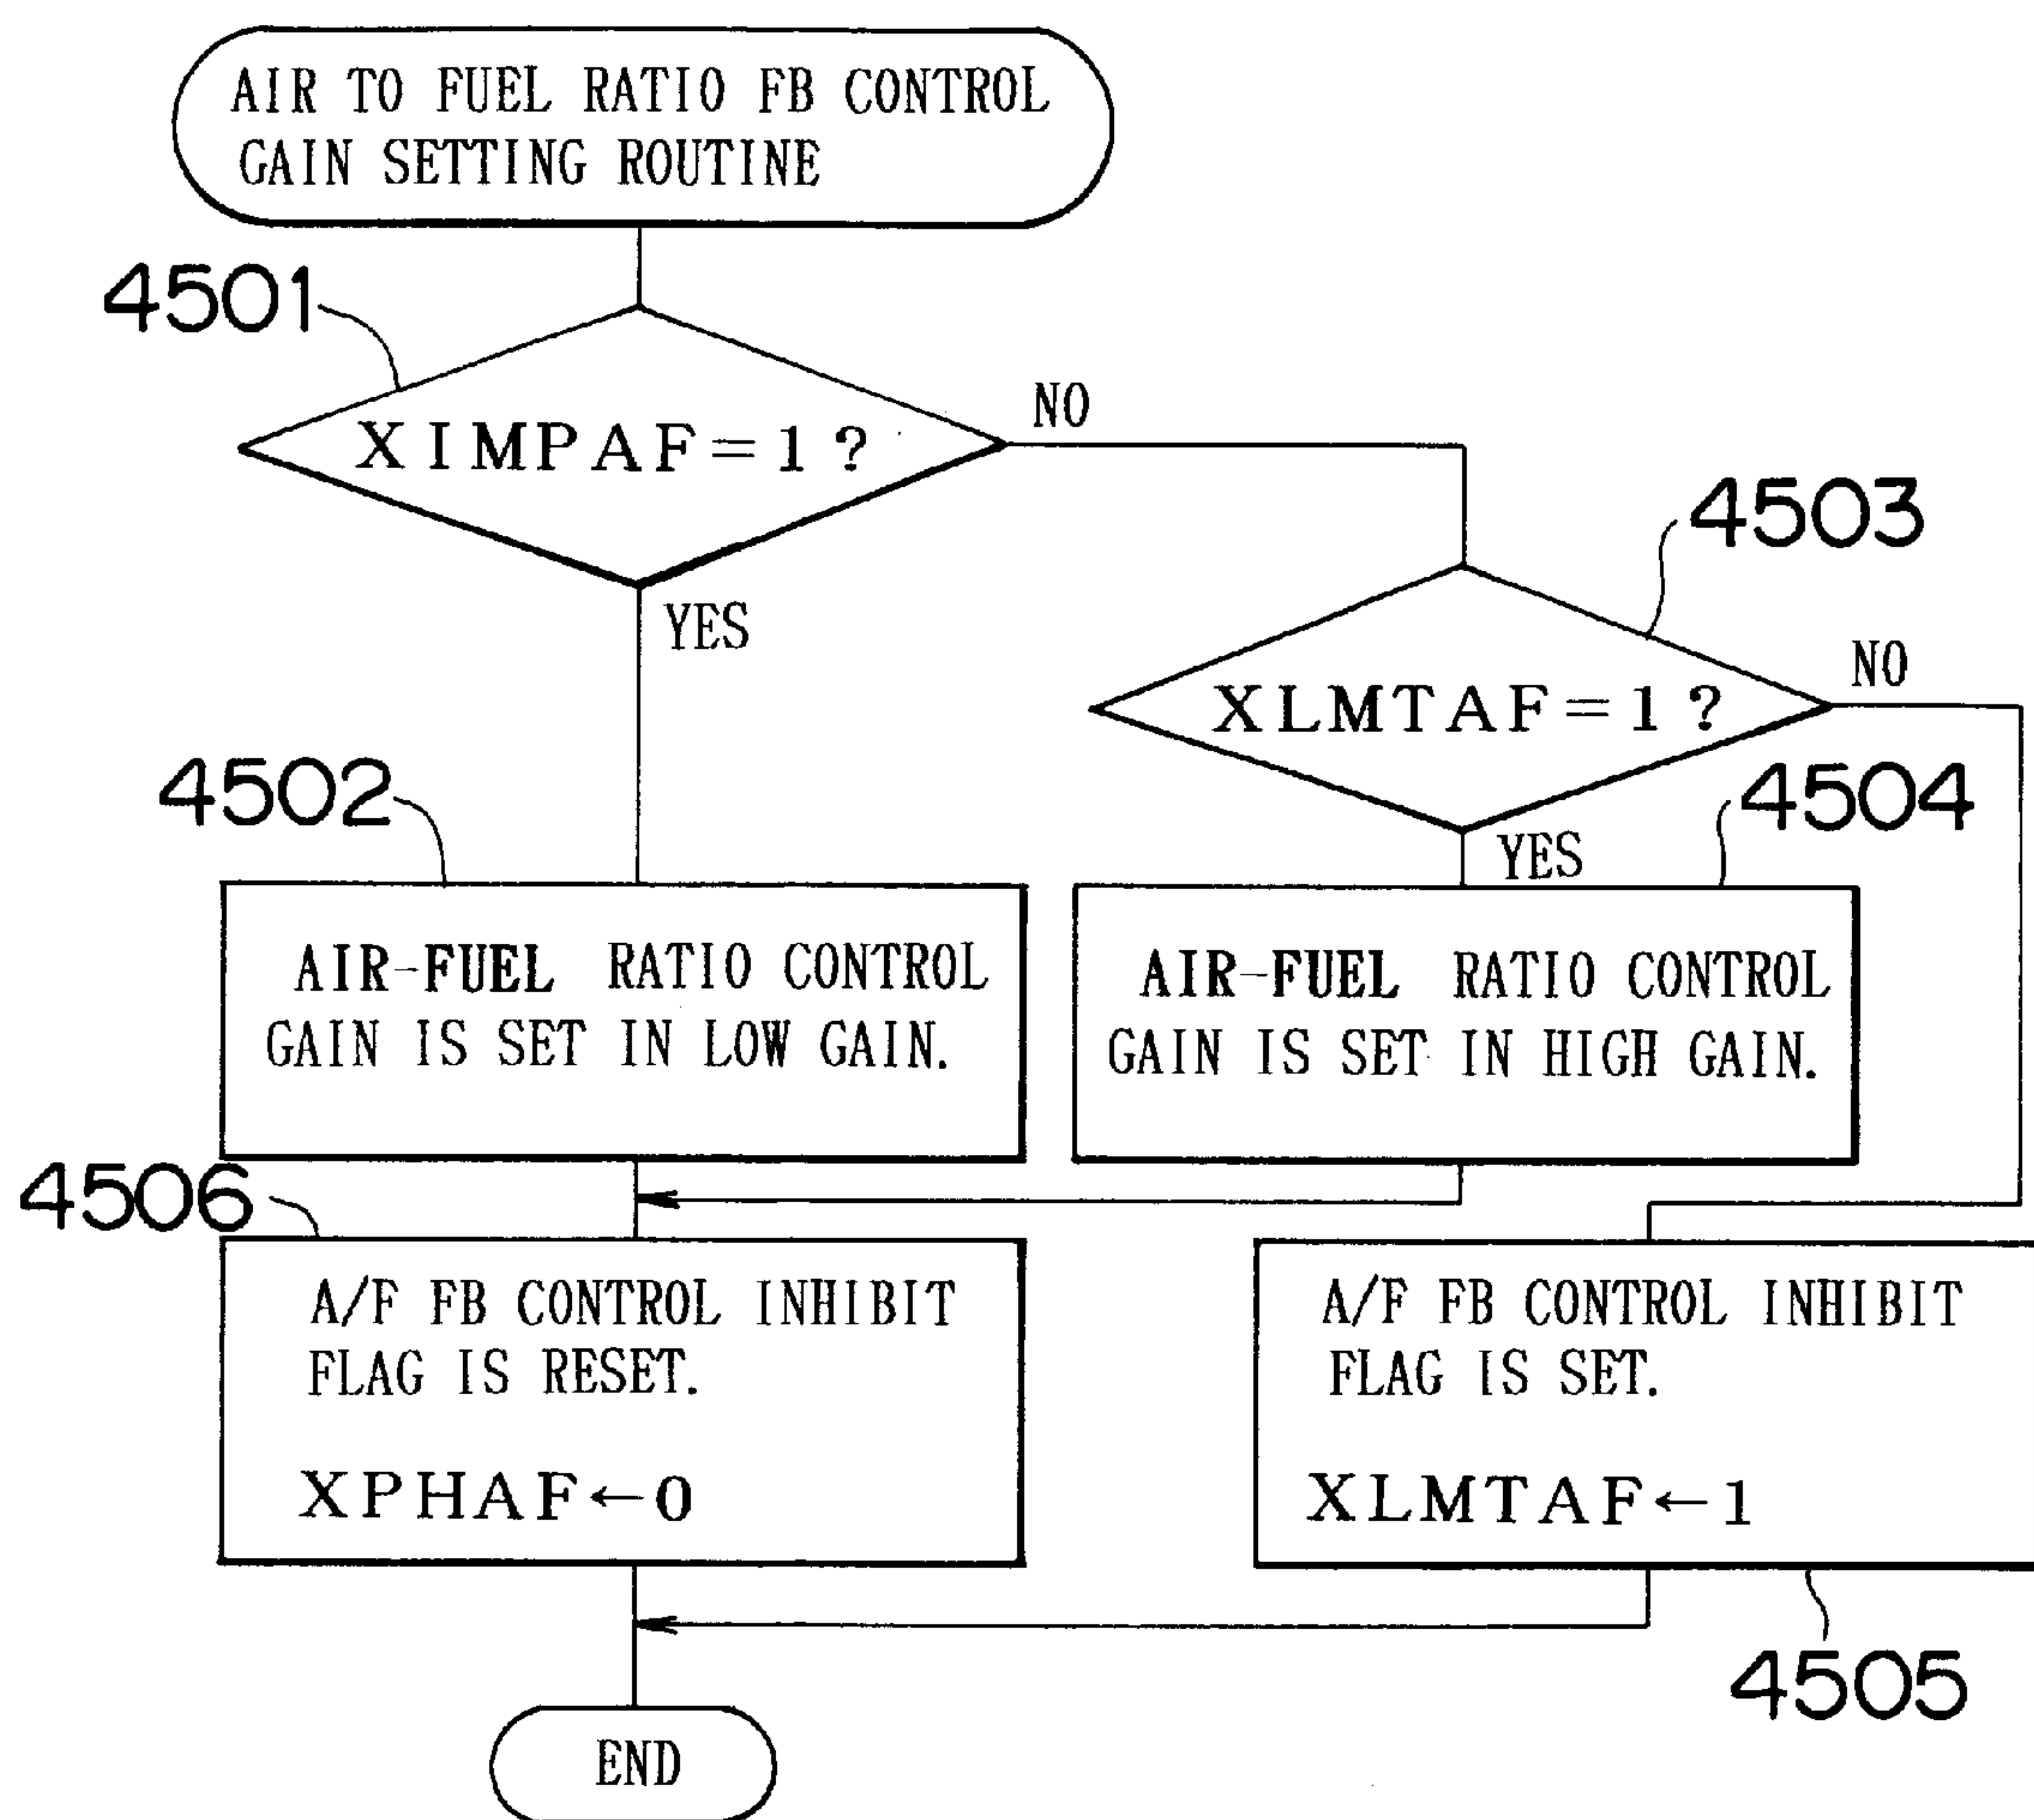 AIR TO FUEL RATIO FB CONTROL
GAIN SETTING ROUTINE
4501
XIMPAF=1?
NO
YES
4503
XLMTAF=1?
NO
YES
4502
4504
AIR-FUEL RATIO CONTROL
GAIN IS SET IN LOW GAIN.
AIR-FUEL RATIO CONTROL
GAIN IS SET IN HIGH GAIN.
4506
A/F FB CONTROL INHIBIT
FLAG IS RESET.
XPHAF←0
A/F FB CONTROL INHIBIT
FLAG IS SET.
XLMTAF←1
4505
END